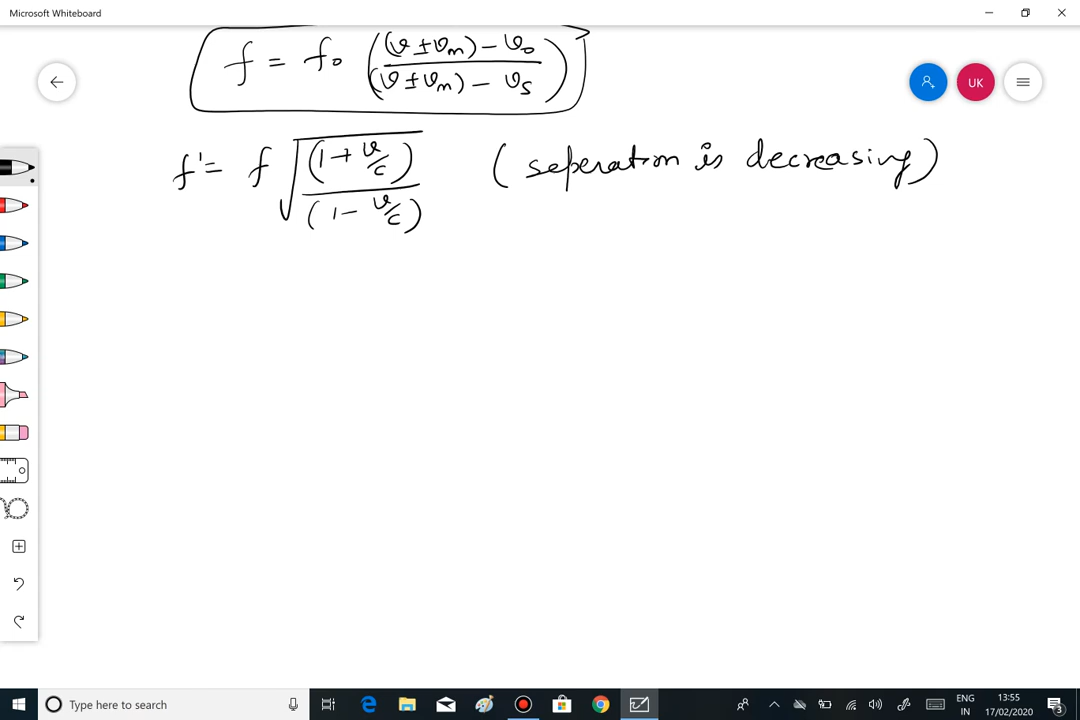 Microsoft Whiteboard
f = f₀ ((v ± vm) - v₀ / (v ± vm) - vs)
UK
f' = f √((1 + v/c) / (1 - v/c)) (seperation is decreasing)
Type here to search
ENG
IN
13:55
17/02/2020
3